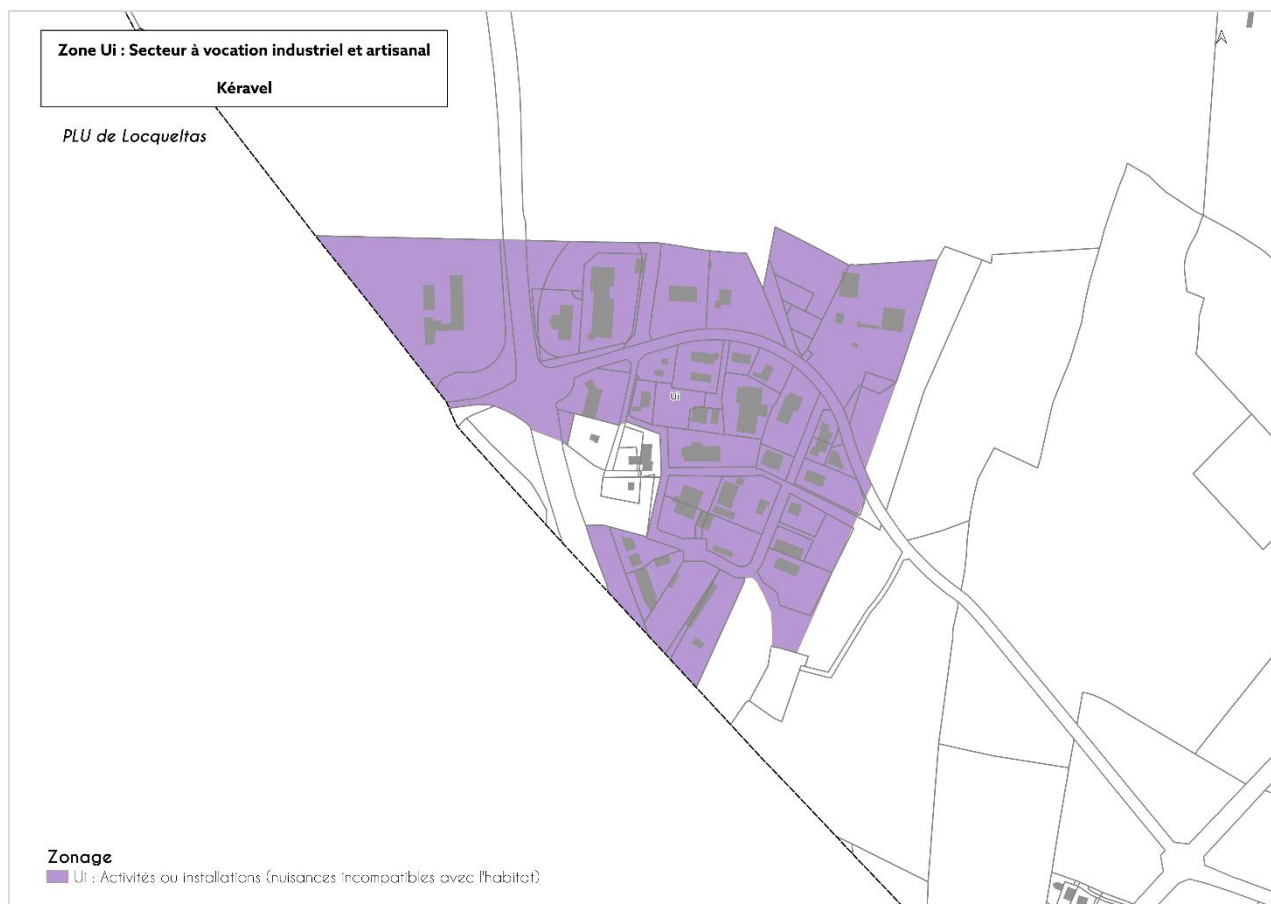 Zone Ui : Secteur à vocation industriel et artisanal
Kéravel
PLU de Locqueltas
Ui
Zonage
Ui : Activités ou installations (nuisances incompatibles avec l'habitat)